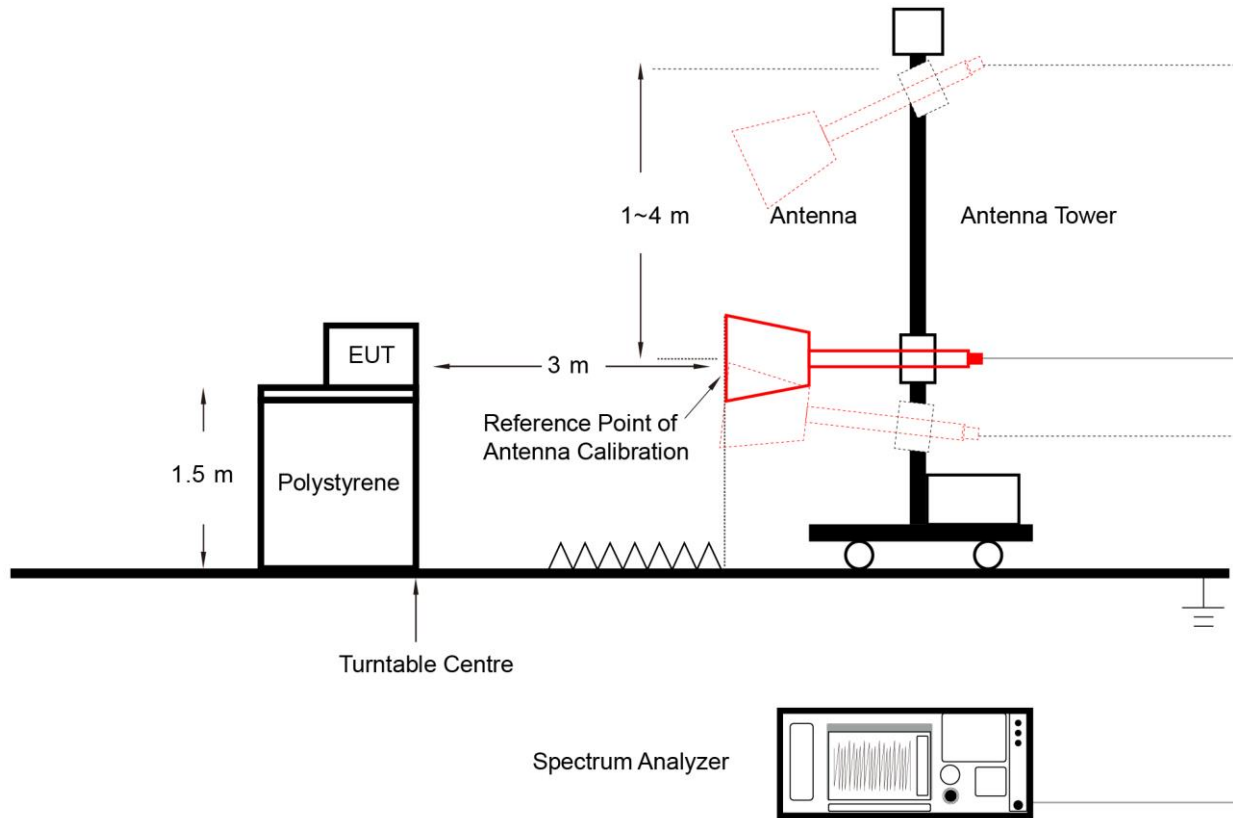 1~4 m
Antenna
Antenna Tower
EUT
3 m
Reference Point of
Antenna Calibration
1.5 m
Polystyrene
Turntable Centre
Spectrum Analyzer